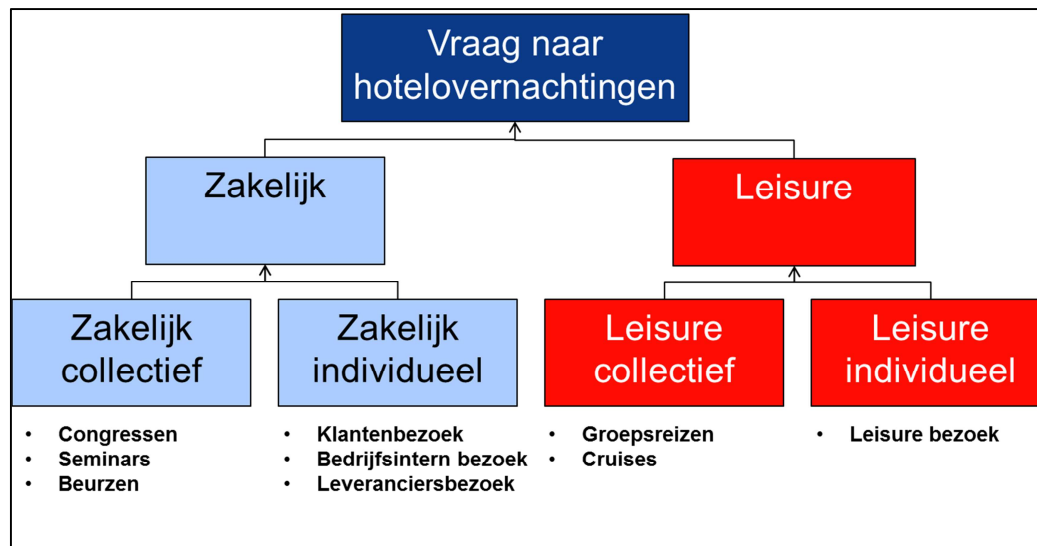 Vraag naar
hotelovernachtingen
Zakelijk
Leisure
Zakelijk
collectief
Zakelijk
individueel
Leisure
collectief
Leisure
individueel
• Congressen
• Seminars
• Beurzen
• Klantenbezoek
• Bedrijfsintern bezoek
• Leveranciersbezoek
• Groepsreizen
• Cruises
• Leisure bezoek